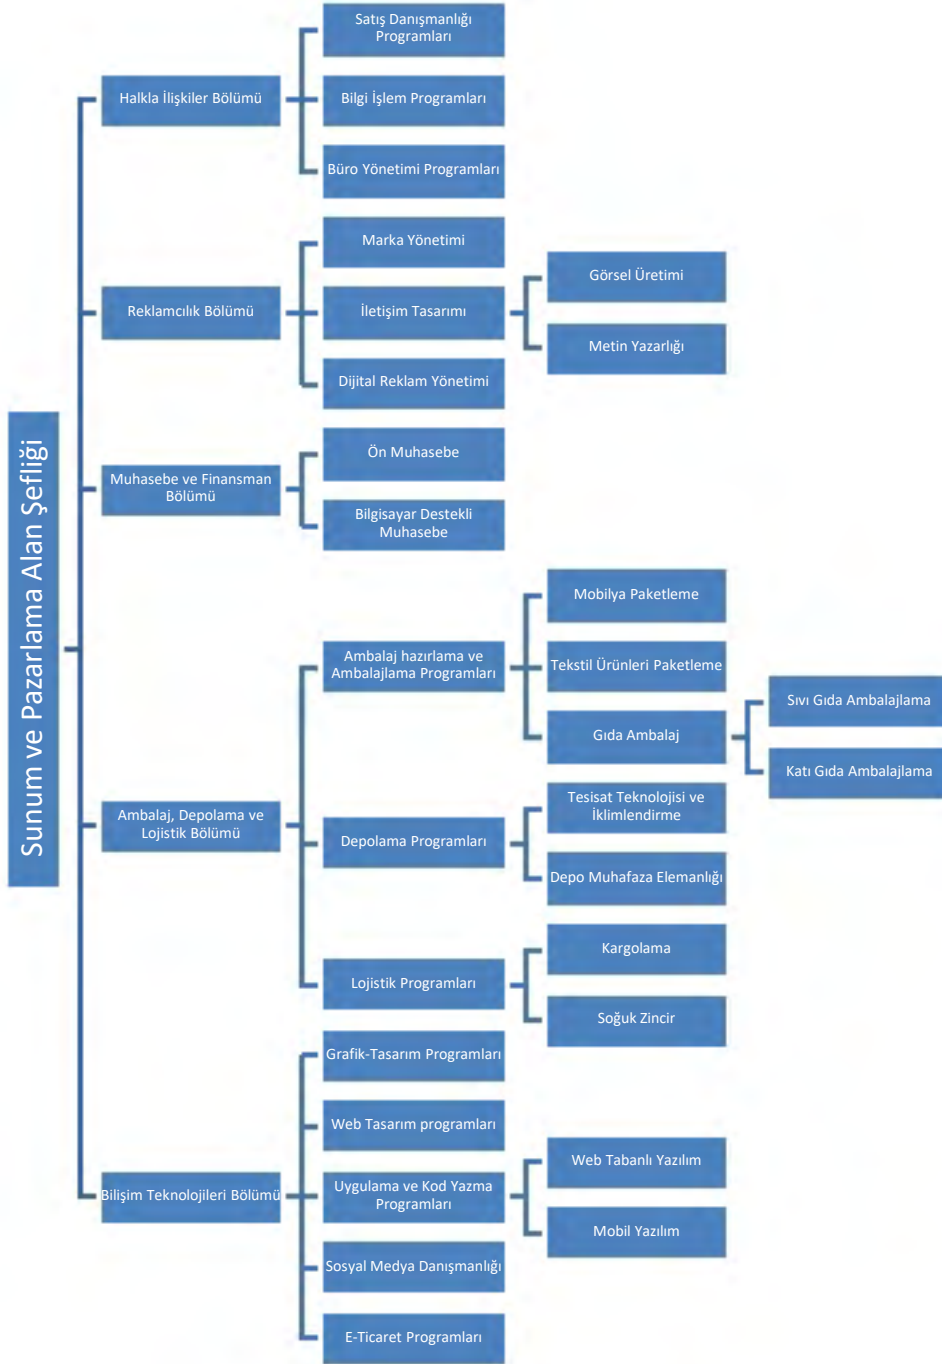 Sunum ve Pazarlama Alan Şefliği
Halkla İlişkiler Bölümü
Satış Danışmanlığı
Programları
Bilgi İşlem Programları
Büro Yönetimi Programları
Reklamcılık Bölümü
Marka Yönetimi
İletişim Tasarımı
Görsel Üretimi
Metin Yazarlığı
Dijital Reklam Yönetimi
Muhasebe ve Finansman
Bölümü
Ön Muhasebe
Bilgisayar Destekli
Muhasebe
Ambalaj, Depolama ve
Lojistik Bölümü
Ambalaj hazırlama ve
Ambalajlama Programları
Mobilya Paketleme
Tekstil Ürünleri Paketleme
Gıda Ambalaj
Sıvı Gıda Ambalajlama
Katı Gıda Ambalajlama
Depolama Programları
Tesisat Teknolojisi ve
İklimlendirme
Depo Muhafaza Elemanlığı
Lojistik Programları
Kargolama
Soğuk Zincir
Bilişim Teknolojileri Bölümü
Grafik-Tasarım Programları
Web Tasarım programları
Uygulama ve Kod Yazma
Programları
Web Tabanlı Yazılım
Mobil Yazılım
Sosyal Medya Danışmanlığı
E-Ticaret Programları